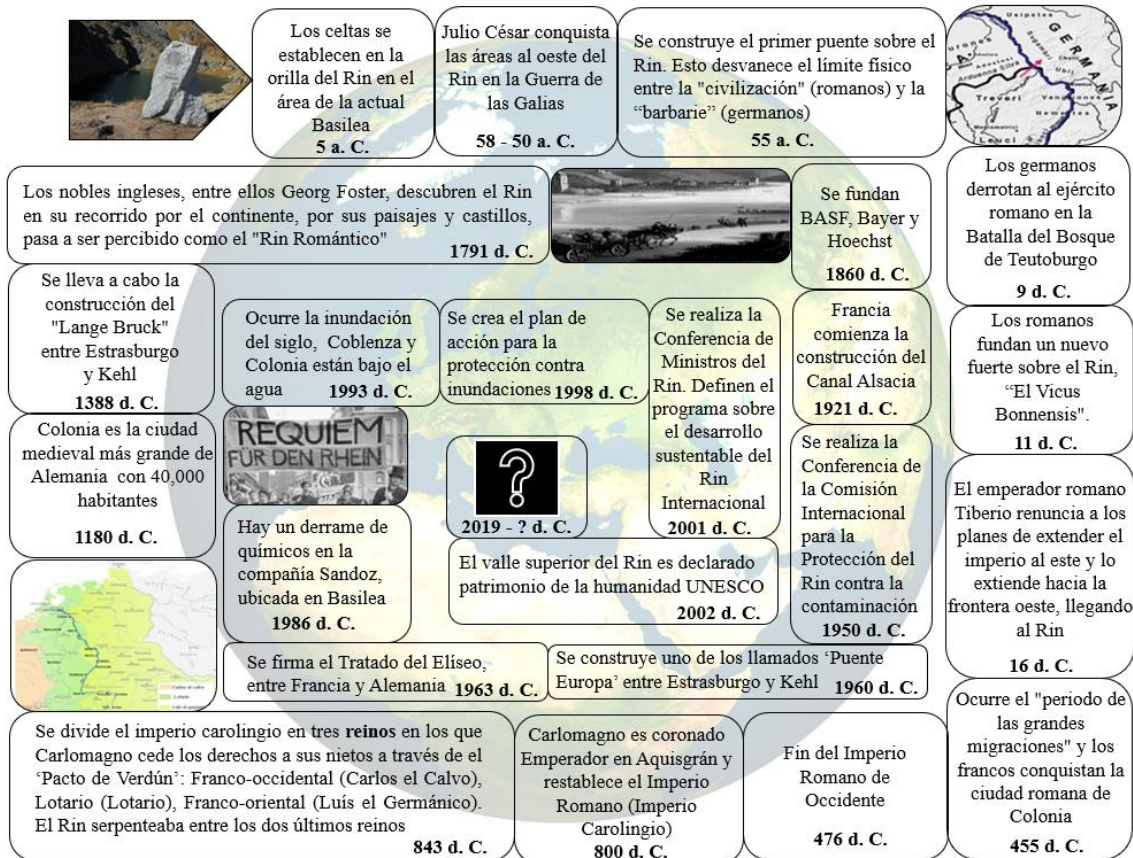 Los celtas se
establecen en la
orilla del Rin en el
área de la actual
Basilea
5 a. C.
Julio César conquista
las áreas al oeste del
Rin en la Guerra de
las Galias
58 - 50 a. C.
Se construye el primer puente sobre el
Rin. Esto desvanece el límite físico
entre la "civilización" (romanos) y la
“barbarie” (germanos)
55 a. C.
Usipetes
GERMANIA
Arduenna Silva
Ubii
Treveri
Nemetes
Mediomatrici
Leuci
Los germanos
derrotan al ejército
romano en la
Batalla del Bosque
de Teutoburgo
9 d. C.
Los romanos
fundan un nuevo
fuerte sobre el Rin,
“El Vicus
Bonnensis".
11 d. C.
El emperador romano
Tiberio renuncia a los
planes de extender el
imperio al este y lo
extiende hacia la
frontera oeste, llegando
al Rin
16 d. C.
Ocurre el "periodo de
las grandes
migraciones" y los
francos conquistan la
ciudad romana de
Colonia
455 d. C.
Fin del Imperio
Romano de
Occidente
476 d. C.
Carlomagno es coronado
Emperador en Aquisgrán y
restablece el Imperio
Romano (Imperio
Carolingio)
800 d. C.
Se divide el imperio carolingio en tres reinos en los que
Carlomagno cede los derechos a sus nietos a través de el
‘Pacto de Verdún’: Franco-occidental (Carlos el Calvo),
Lotario (Lotario), Franco-oriental (Luís el Germánico).
El Rin serpenteaba entre los dos últimos reinos
843 d. C.
Carlos el calvo
Lotario
Colonia es la ciudad
medieval más grande de
Alemania con 40,000
habitantes
1180 d. C.
Se lleva a cabo la
construcción del
"Lange Bruck"
entre Estrasburgo
y Kehl
1388 d. C.
Los nobles ingleses, entre ellos Georg Foster, descubren el Rin
en su recorrido por el continente, por sus paisajes y castillos,
pasa a ser percibido como el "Rin Romántico"
1791 d. C.
Se fundan
BASF, Bayer y
Hoechst
1860 d. C.
Francia
comienza la
construcción del
Canal Alsacia
1921 d. C.
Se realiza la
Conferencia de
la Comisión
Internacional
para la
Protección del
Rin contra la
contaminación
1950 d. C.
Se construye uno de los llamados ‘Puente
Europa’ entre Estrasburgo y Kehl 1960 d. C.
Se firma el Tratado del Elíseo,
entre Francia y Alemania 1963 d. C.
Hay un derrame de
químicos en la
compañía Sandoz,
ubicada en Basilea
1986 d. C.
REQUIEM
FÜR DEN RHEIN
Ocurre la inundación
del siglo, Coblenza y
Colonia están bajo el
agua 1993 d. C.
Se crea el plan de
acción para la
protección contra
inundaciones 1998 d. C.
Se realiza la
Conferencia de
Ministros del
Rin. Definen el
programa sobre
el desarrollo
sustentable del
Rin
Internacional
2001 d. C.
El valle superior del Rin es declarado
patrimonio de la humanidad UNESCO
2002 d. C.
?
2019 - ? d. C.